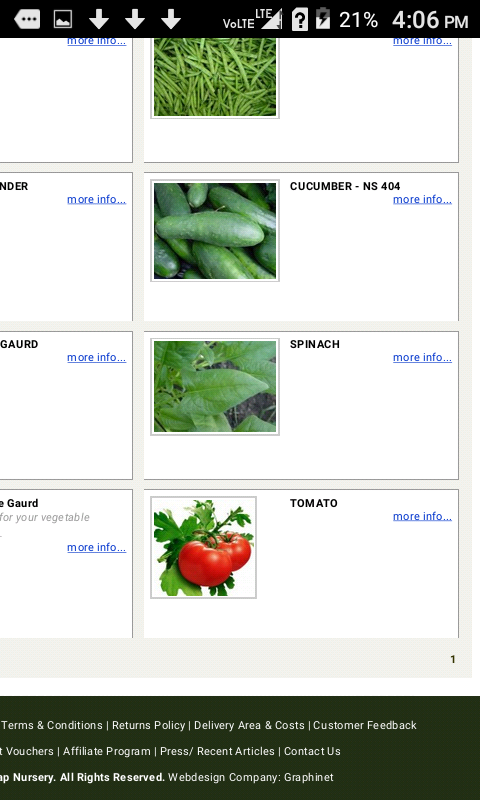 VoLTE LTE 21% 4:06 PM
more info... more info...
NDER CUCUMBER - NS 404
more info... more info...
GAURD SPINACH
more info... more info...
e Gaurd TOMATO
for your vegetable more info...
.
more info...
1
Terms & Conditions | Returns Policy | Delivery Area & Costs | Customer Feedback
t Vouchers | Affiliate Program | Press/ Recent Articles | Contact Us
ap Nursery. All Rights Reserved. Webdesign Company: Graphinet